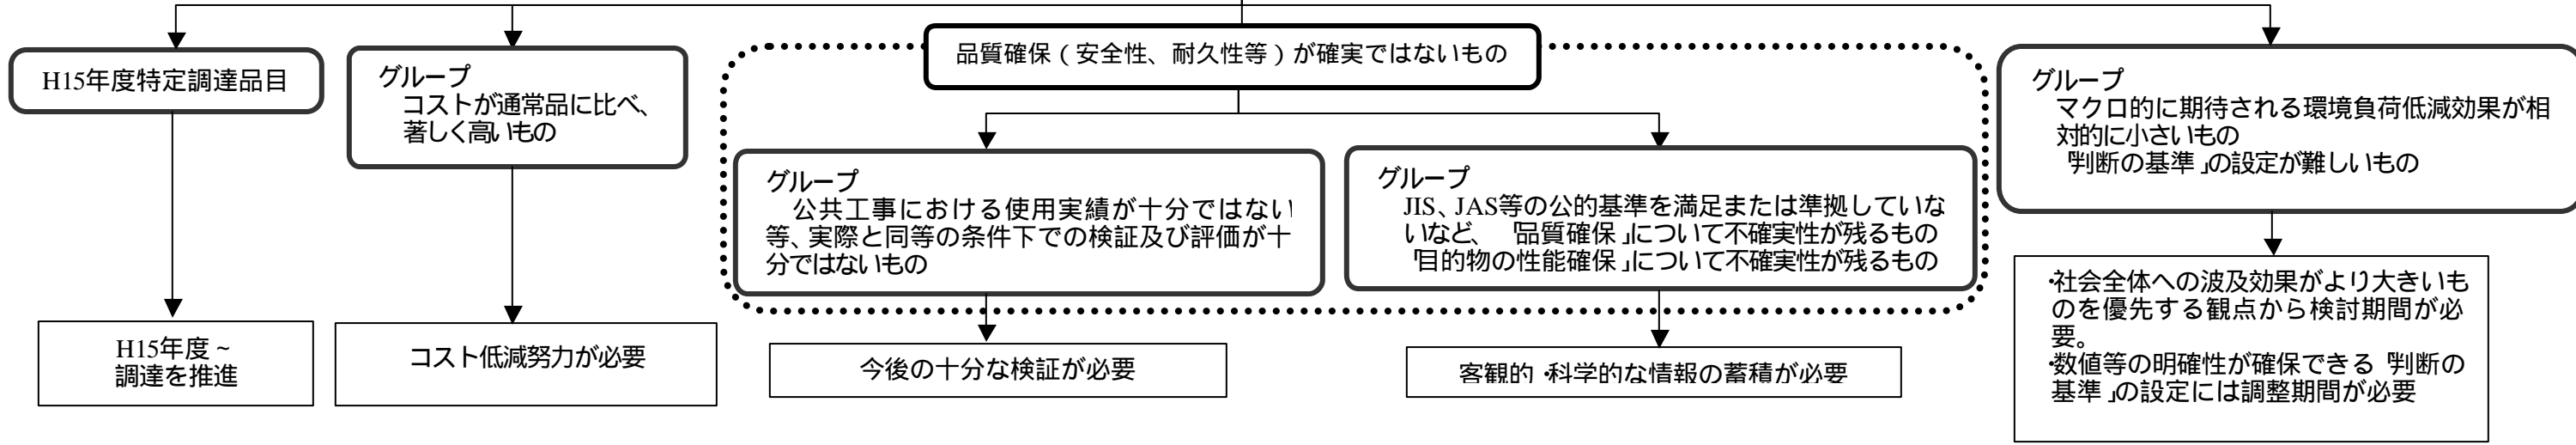 H15年度特定調達品目
グループ
コストが通常品に比べ、
著しく高いもの
品質確保（安全性、耐久性等）が確実ではないもの
グループ
公共工事における使用実績が十分ではない
等、実際と同等の条件下での検証及び評価が十
分ではないもの
グループ
JIS、JAS等の公的基準を満足または準拠していな
いなど、「品質確保」について不確実性が残るもの
「目的物の性能確保」について不確実性が残るもの
グループ
マクロ的に期待される環境負荷低減効果が相
対的に小さいもの
「判断の基準」の設定が難しいもの
H15年度～
調達を推進
コスト低減努力が必要
今後の十分な検証が必要
客観的・科学的な情報の蓄積が必要
・社会全体への波及効果がより大きいも
のを優先する観点から検討期間が必
要。
・数値等の明確性が確保できる「判断の
基準」の設定には調整期間が必要